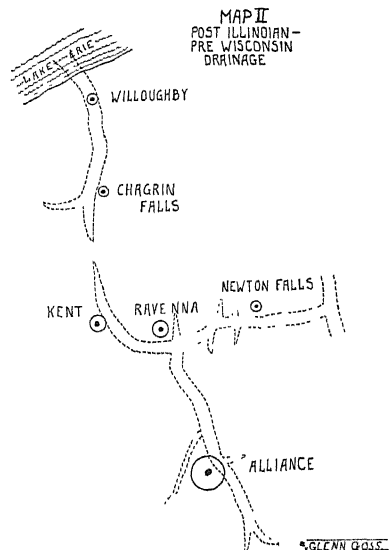 MAP II
POST ILLINOIAN-
PRE WISCONSIN
DRAINAGE
LAKE ERIE
WILLOUGHBY
CHAGRIN
FALLS
NEWTON FALLS
KENT
RAVENNA
ALLIANCE
GLENN GOSS